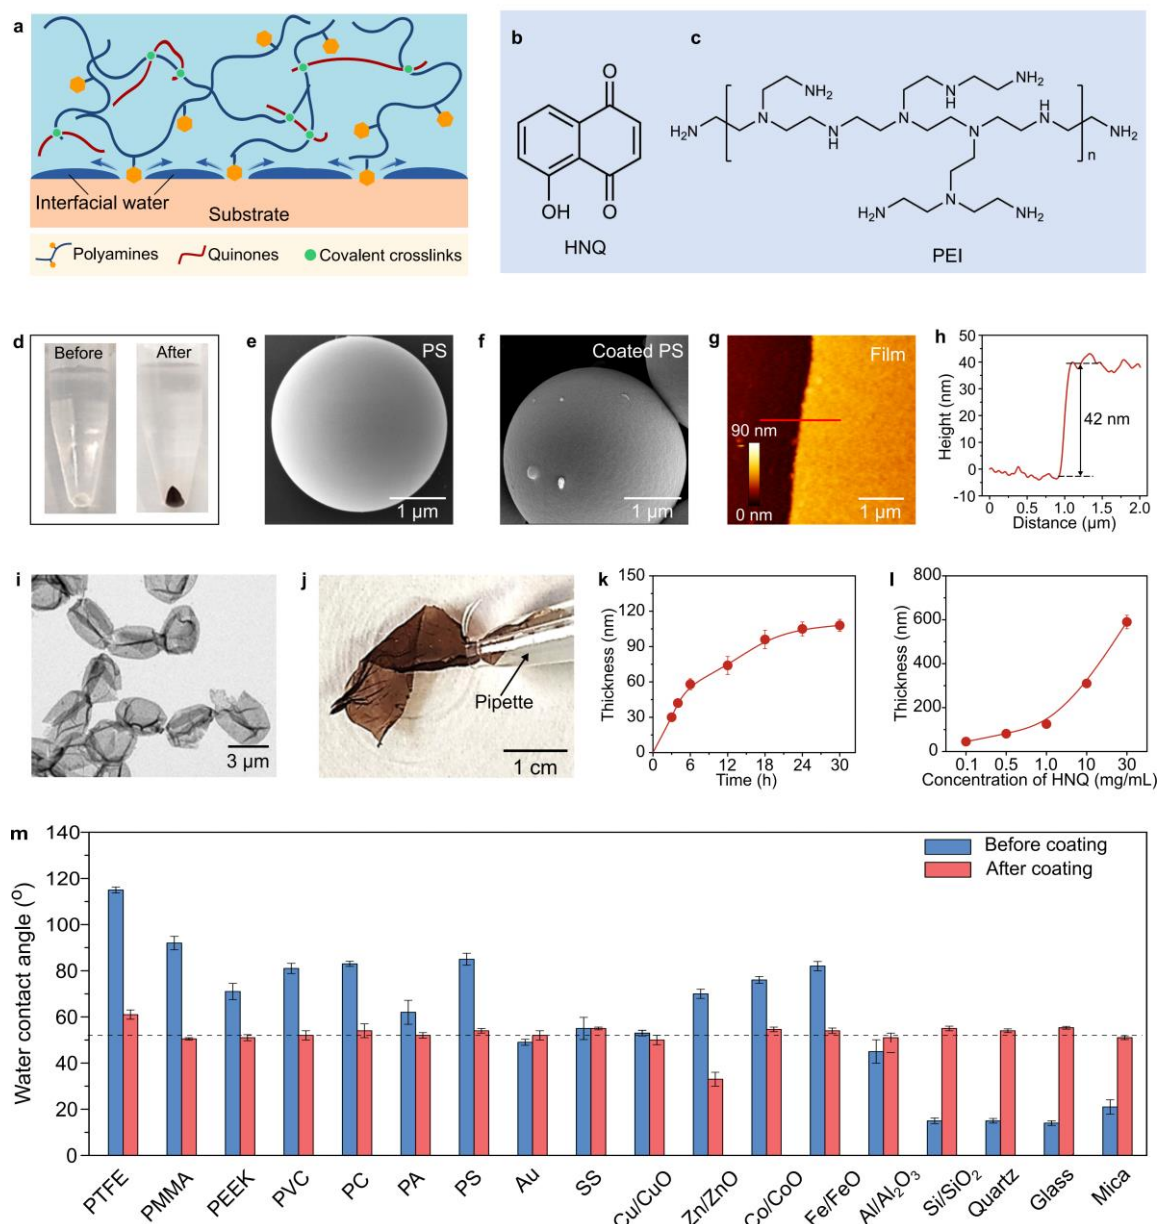 a
Interfacial water
Substrate
Polyamines
Quinones
Covalent crosslinks
b
O
O
OH
HNQ
c
NH2
NH2
H
N
H
N
NH2
N
N
N
N
H
NH2
n
N
H2N
NH2
PEI
d
Before
After
e
PS
1 μm
f
Coated PS
1 μm
g
Film
90 nm
0 nm
1 μm
h
Height (nm)
50
40
30
20
10
0
-10
42 nm
0
0.5
1.0
1.5
2.0
Distance (μm)
i
3 μm
j
Pipette
1 cm
k
Thickness (nm)
150
120
90
60
30
0
0
6
12
18
24
30
Time (h)
l
Thickness (nm)
800
600
400
200
0
0.1
0.5
1.0
10
30
Concentration of HNQ (mg/mL)
m
Water contact angle (o)
140
120
100
80
60
40
20
0
Before coating
After coating
PTFE
PMMA
PEEK
PVC
PC
PA
PS
Au
SS
Cu/CuO
Zn/ZnO
Co/CoO
Fe/FeO
Al/Al2O3
Si/SiO2
Quartz
Glass
Mica